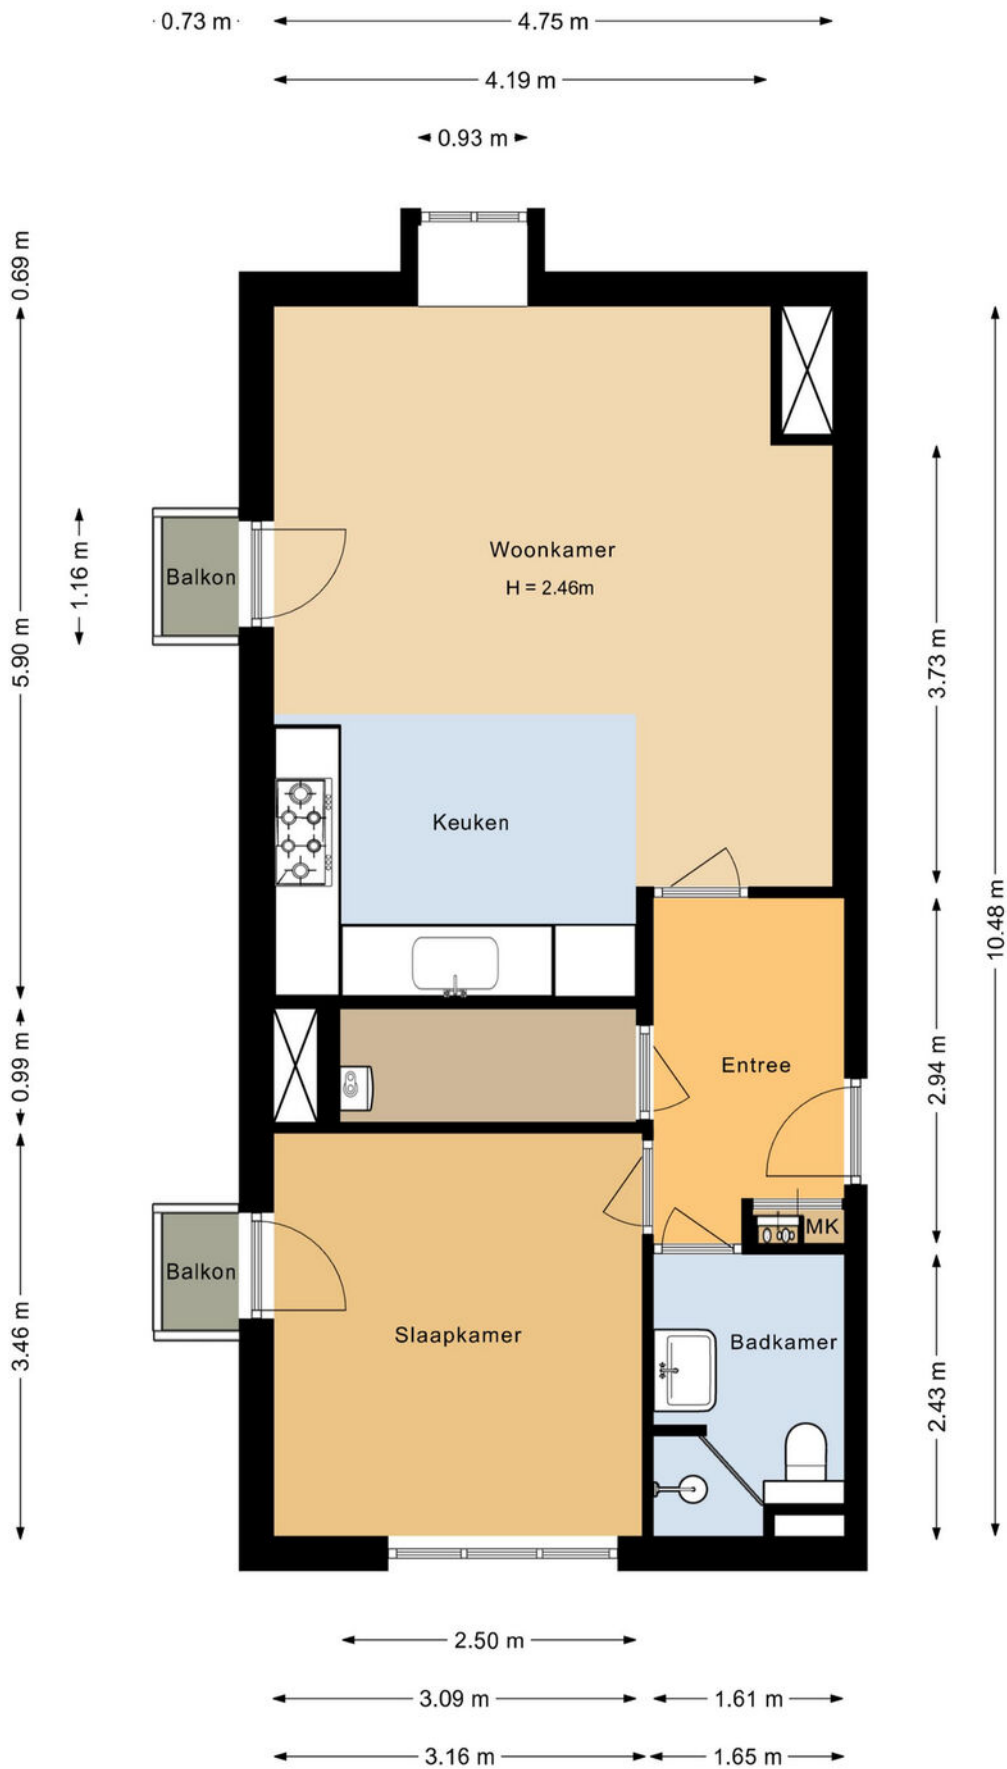 0.73 m
4.75 m
4.19 m
0.93 m
0.69 m
5.90 m
1.16 m
Balkon
Woonkamer
H = 2.46m
3.73 m
Keuken
10.48 m
0.99 m
Entree
2.94 m
MK
Balkon
3.46 m
Slaapkamer
Badkamer
2.43 m
2.50 m
3.09 m
1.61 m
3.16 m
1.65 m